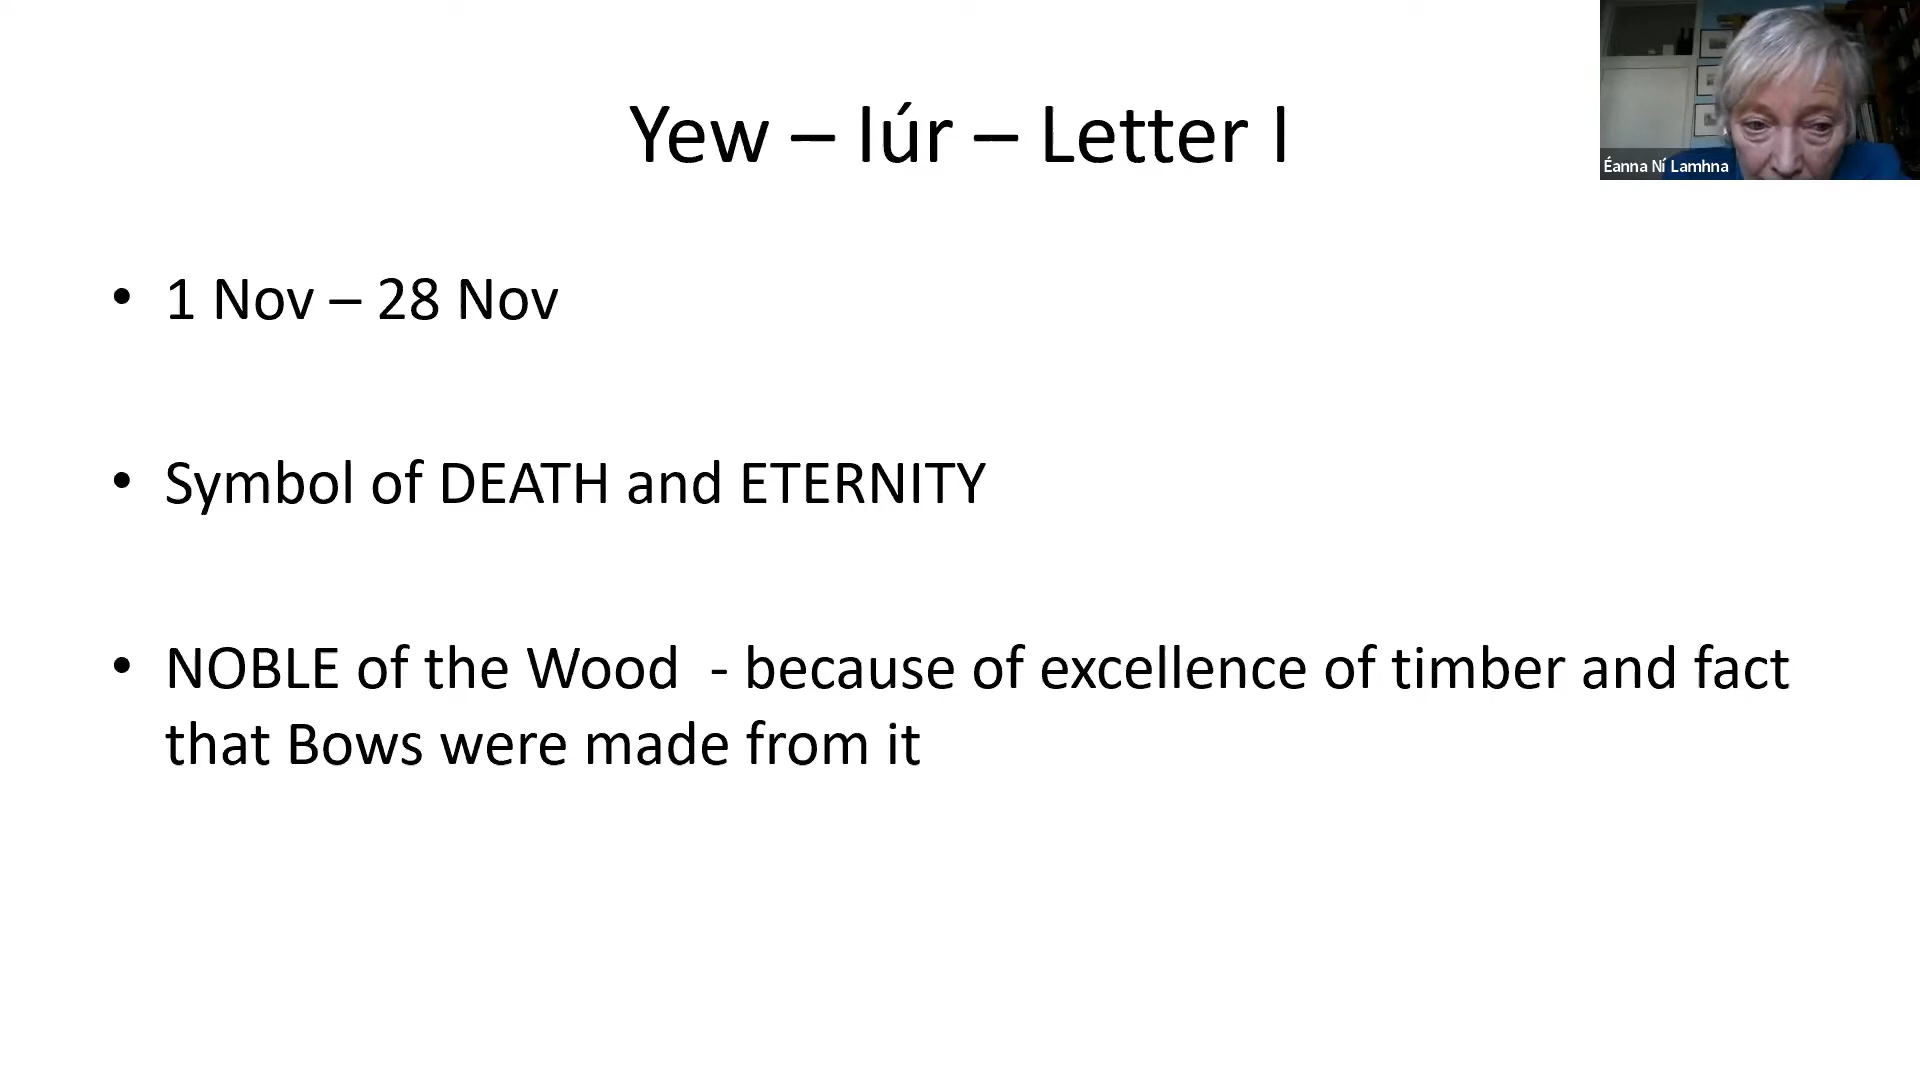 Yew – Iúr – Letter I
Éanna Ní Lamhna
• 1 Nov – 28 Nov
• Symbol of DEATH and ETERNITY
• NOBLE of the Wood  - because of excellence of timber and fact
that Bows were made from it